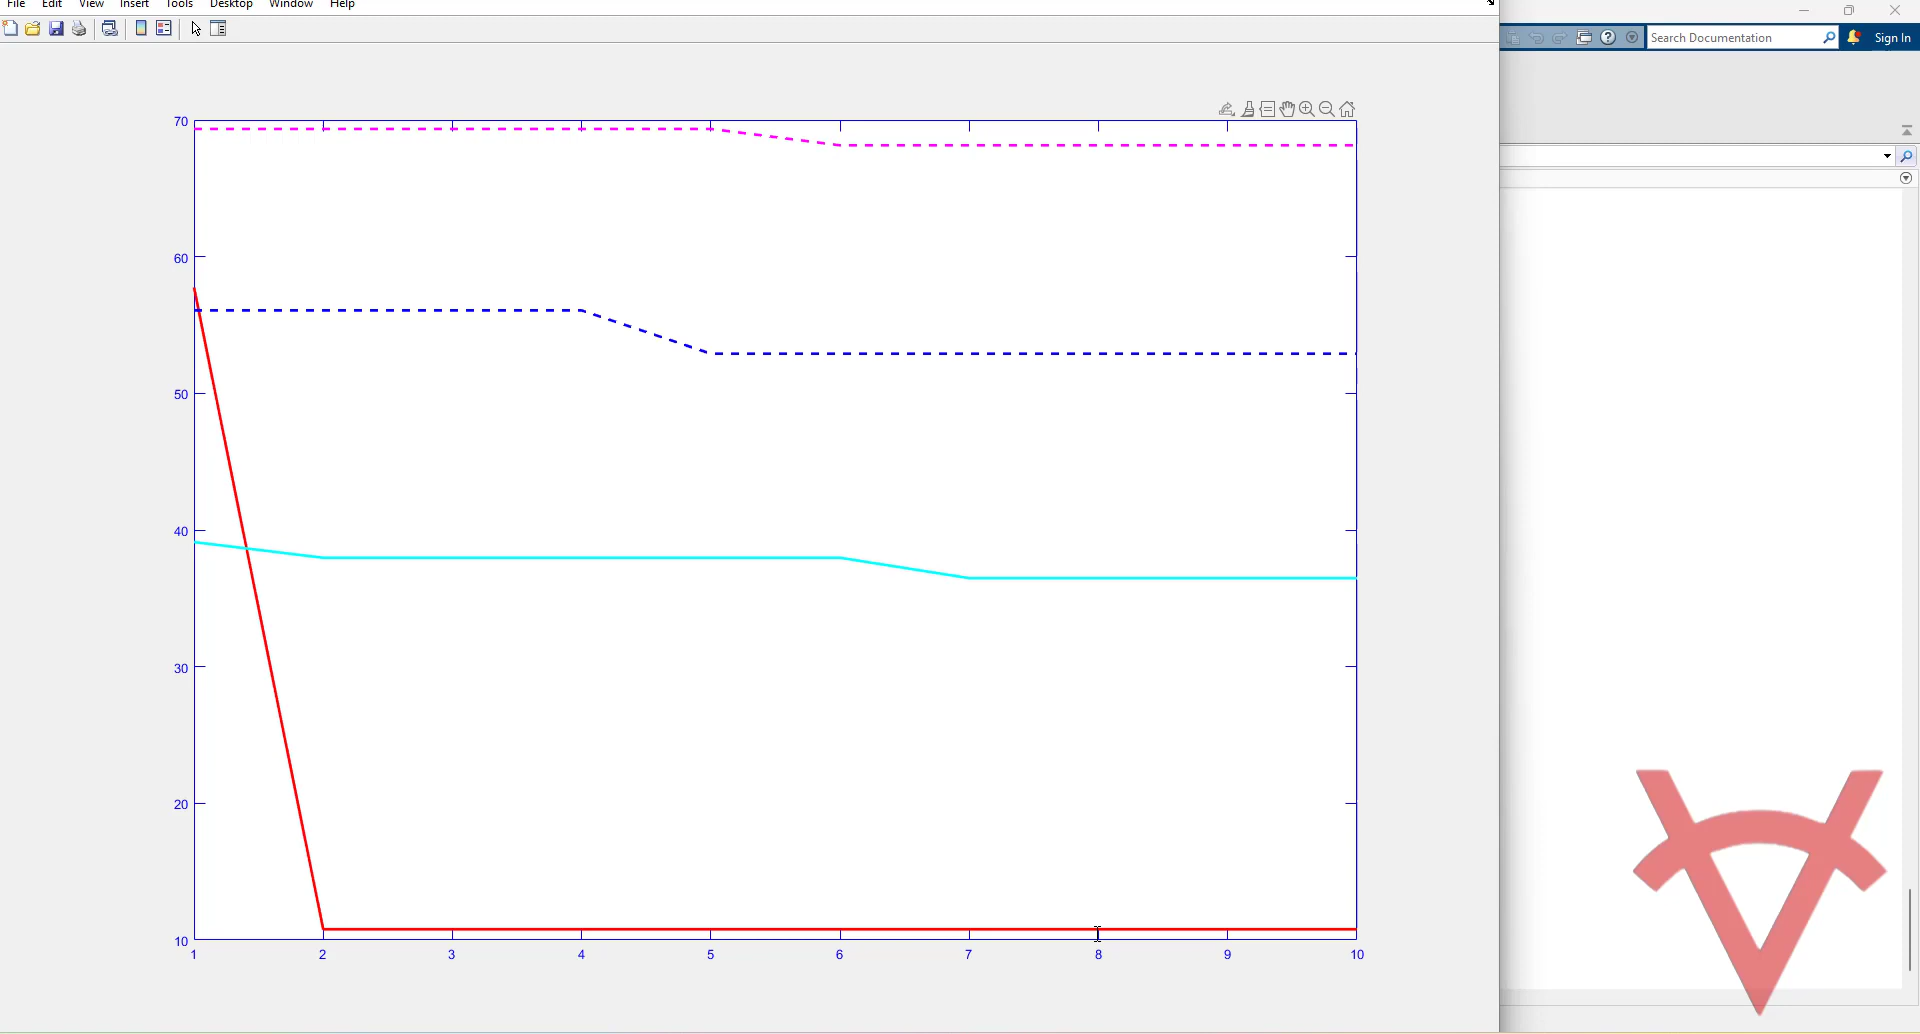 File Edit View Insert Tools Desktop Window Help
Search Documentation
Sign In
70
60
50
40
30
20
10
1 2 3 4 5 6 7 8 9 10